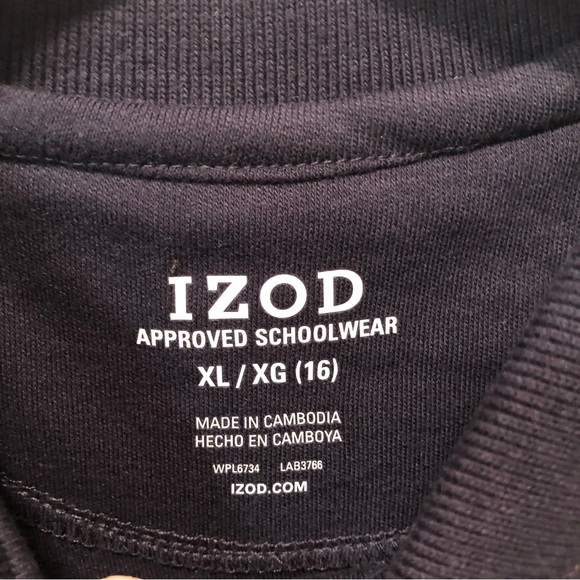 IZOD
APPROVED SCHOOLWEAR
XL / XG (16)
MADE IN CAMBODIA
HECHO EN CAMBOYA
WPL6734 LAB3766
IZOD.COM